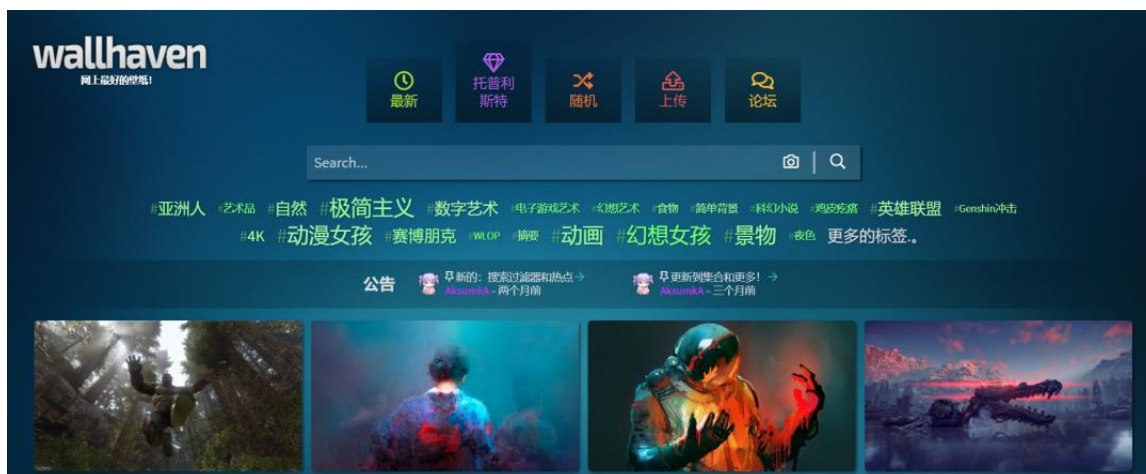 wallhaven
网上最好的壁纸!
最新
托普利
斯特
随机
上传
论坛
Search...
#亚洲人 #艺术品 #自然 #极简主义 #数字艺术 #电子游戏艺术 #幻想艺术 #食物 #简单背景 #科幻小说 #鸡皮疙瘩 #英雄联盟 #Genshin冲击
#4K #动漫女孩 #赛博朋克 #WLOP #摘要 #动画 #幻想女孩 #景物 #夜色 更多的标签.。
公告
新的：搜索过滤器和热点→
AksumkA – 两个月前
更新到集合和更多！→
AksumkA – 三个月前